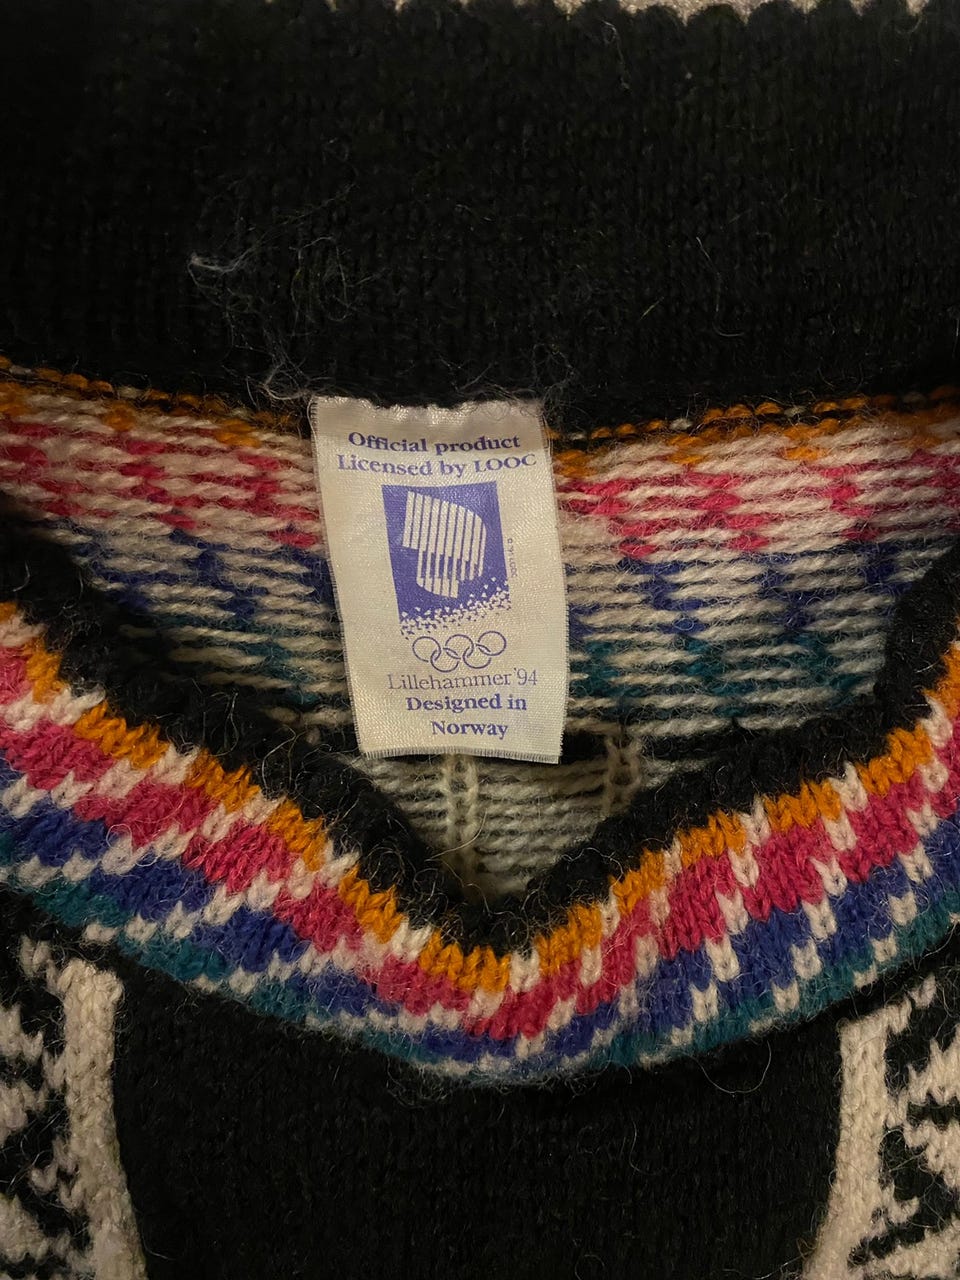 Official product
Licensed by LOOC
Lillehammer '94
Designed in
Norway